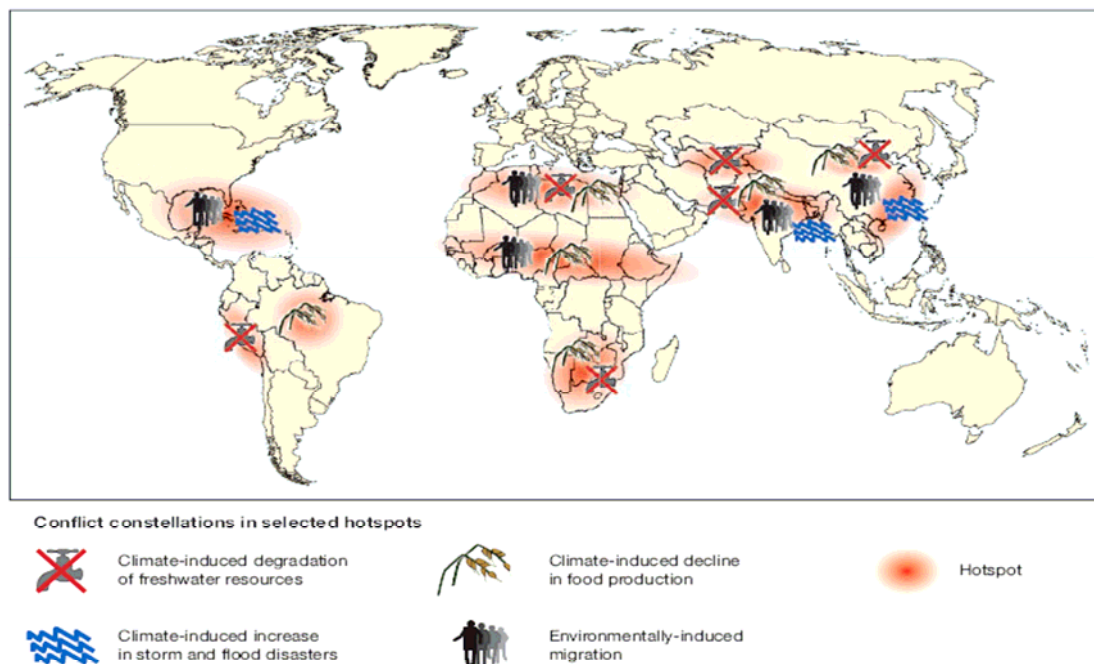 Conflict constellations in selected hotspots
Climate-induced degradation
of freshwater resources
Climate-induced decline
in food production
Hotspot
Climate-induced increase
in storm and flood disasters
Environmentally-induced
migration